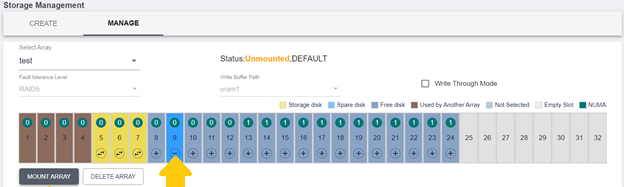 Storage Management
CREATE MANAGE
Select Array
test
Status:Unmounted,DEFAULT
Fault tolerance Level
Write Buffer Path
RAID5
uram1
Write Through Mode
Storage disk Spare disk Free disk Used by Another Array Not Selected Empty Slot NUMA
0 0 0 0 0 0 0 0 0 0 0 0 1 1 1 1 1 1 1 1 1 1 1 1
1 2 3 4 5 6 7 8 9 10 11 12 13 14 15 16 17 18 19 20 21 22 23 24 25 26 27 28 29 30 31 32
MOUNT ARRAY DELETE ARRAY